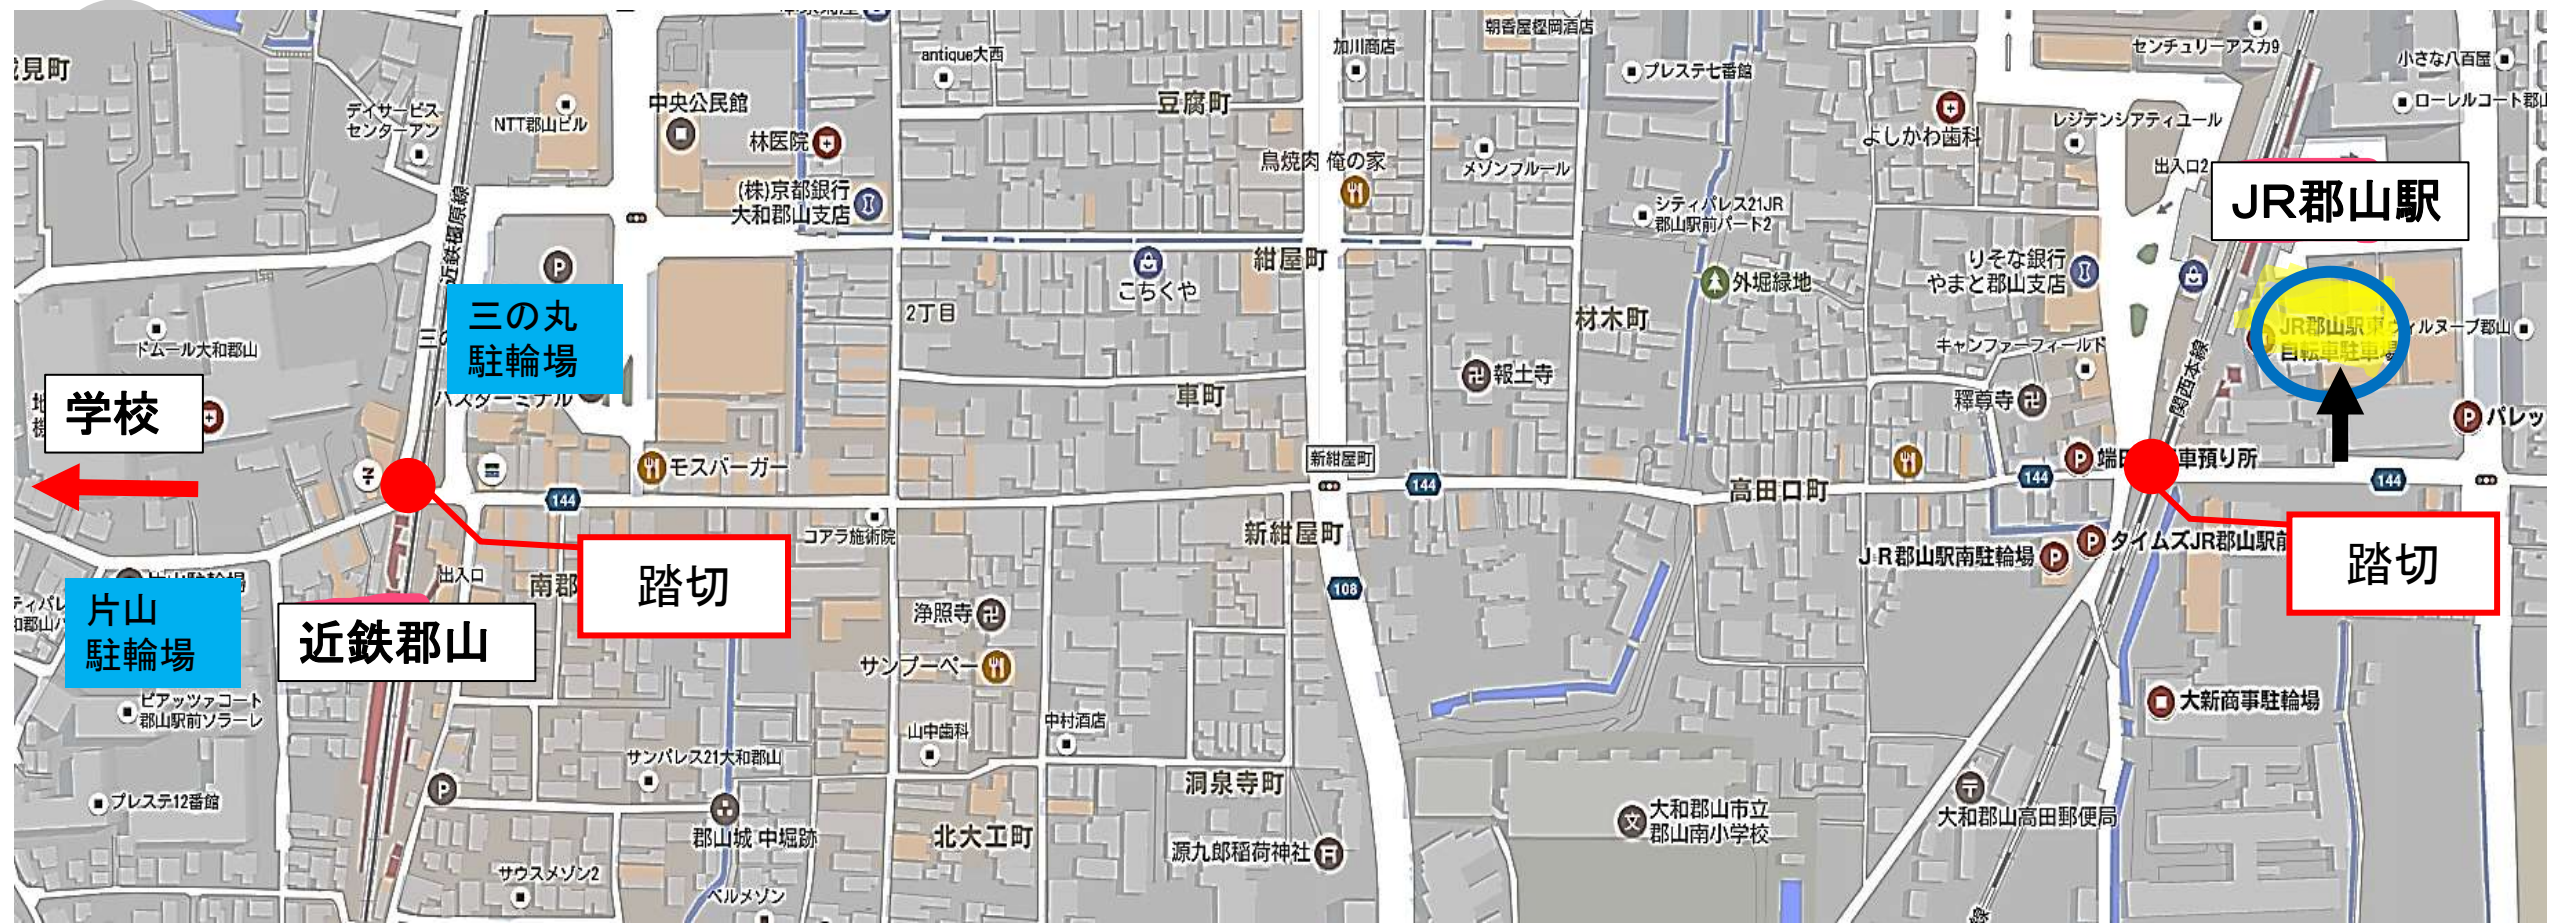 antique大西
加川商店
朝香屋樫岡酒店
センチュリーアスカ9
小さな八百屋
見町
プレステ七番館
ローレルコート郡山
デイサービス
センターアン
NTT郡山ビル
中央公民館
豆腐町
よしかわ歯科
レジデンシアティユール
林医院
鳥焼肉 俺の家
メゾンフルール
出入口2
(株)京都銀行
大和郡山支店
シティパレス21JR
郡山駅前パート2
JR郡山駅
近鉄橿原線
紺屋町
りそな銀行
やまと郡山支店
こちくや
外堀緑地
三の丸
駐輪場
2丁目
材木町
JR郡山駅東
自転車駐車場
ヴィルヌーブ郡山
ドムール大和郡山
三の
キャンファーフィールド
関西本線
報土寺
車町
釋尊寺
バスターミナル
学校
パレッ
モスバーガー
新紺屋町
車預り所
144
144
144
144
高田口町
コアラ施術院
新紺屋町
踏切
JR郡山駅南駐輪場
タイムズJR郡山駅前
踏切
出入口
南郡
108
片山
駐輪場
近鉄郡山
浄照寺
サンプーペー
ピアッツァコート
郡山駅前ソラーレ
大新商事駐輪場
山中歯科
中村酒店
サンパレス21大和郡山
洞泉寺町
プレステ12番館
大和郡山市立
郡山南小学校
大和郡山高田郵便局
郡山城 中堀跡
北大工町
源九郎稲荷神社
サウスメゾン2
ベルメゾン
線